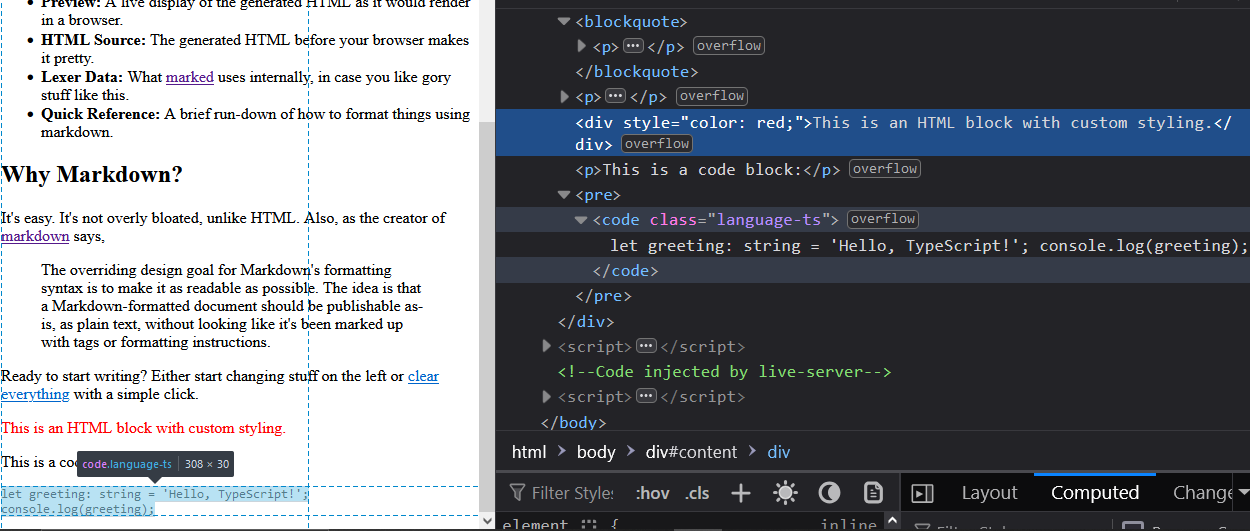 Preview: A live display of the generated HTML as it would render
in a browser.
HTML Source: The generated HTML before your browser makes
it pretty.
Lexer Data: What marked uses internally, in case you like gory
stuff like this.
Quick Reference: A brief run-down of how to format things using
markdown.
Why Markdown?
It's easy. It's not overly bloated, unlike HTML. Also, as the creator of
markdown says,
The overriding design goal for Markdown's formatting
syntax is to make it as readable as possible. The idea is that
a Markdown-formatted document should be publishable as-
is, as plain text, without looking like it's been marked up
with tags or formatting instructions.
Ready to start writing? Either start changing stuff on the left or clear
everything with a simple click.
This is an HTML block with custom styling.
This is a co
code.language-ts 308 × 30
let greeting: string = 'Hello, TypeScript!';
console.log(greeting);
<blockquote>
<p>⋯</p> overflow
</blockquote>
<p>⋯</p> overflow
<div style="color: red;">This is an HTML block with custom styling.</
div> overflow
<p>This is a code block:</p> overflow
<pre>
<code class="language-ts"> overflow
let greeting: string = 'Hello, TypeScript!'; console.log(greeting);
</code>
</pre>
</div>
<script>⋯</script>
<!--Code injected by live-server-->
<script>⋯</script>
</body>
html > body > div#content > div
Filter Styles :hov .cls + Layout Computed Change
element { inline